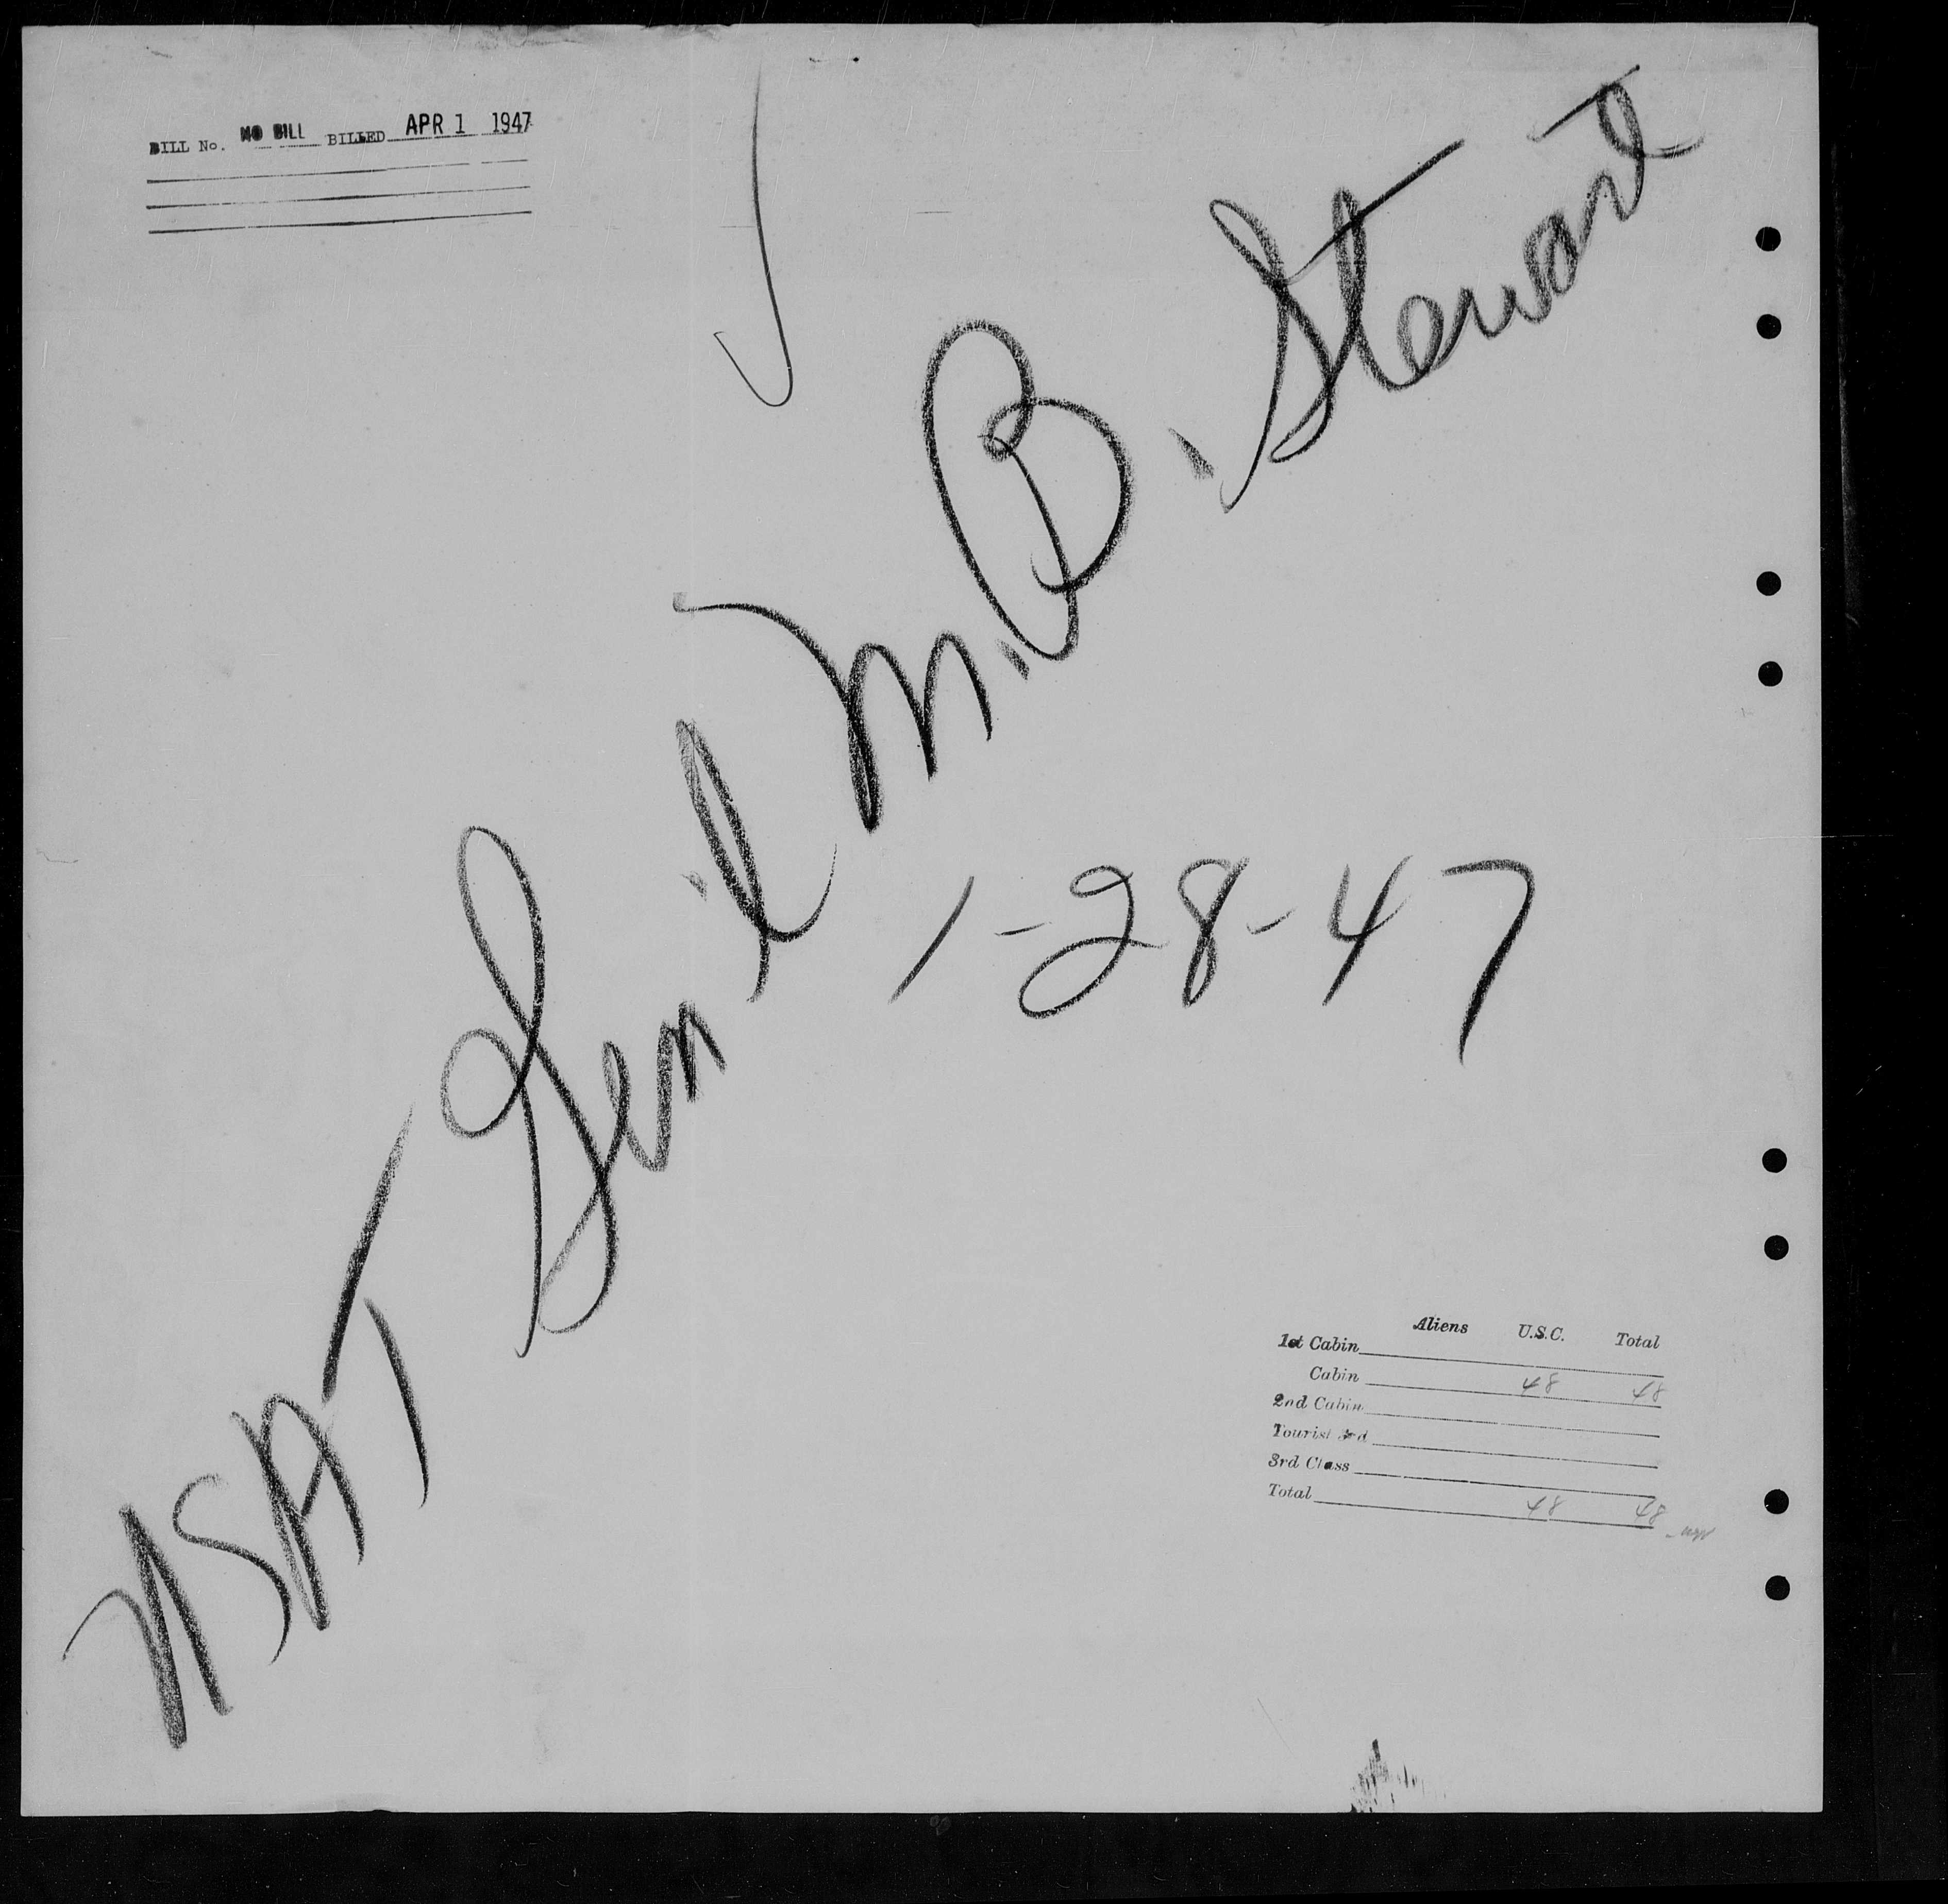 BILL No. NO BILL BILLED APR 1 1947
USAT Gen'l M.B. Stewart
1-28-47
Aliens U.S.C. Total
1st Cabin
Cabin 48 48
2nd Cabin
Tourist 3rd
3rd Class
Total 48 48